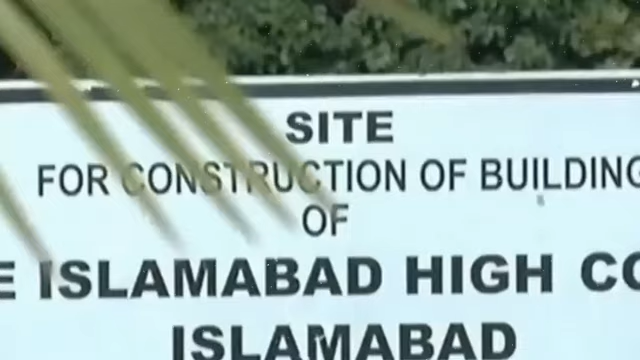 SITE
FOR CONSTRUCTION OF BUILDING
OF
ISLAMABAD HIGH
ISLAMABAD